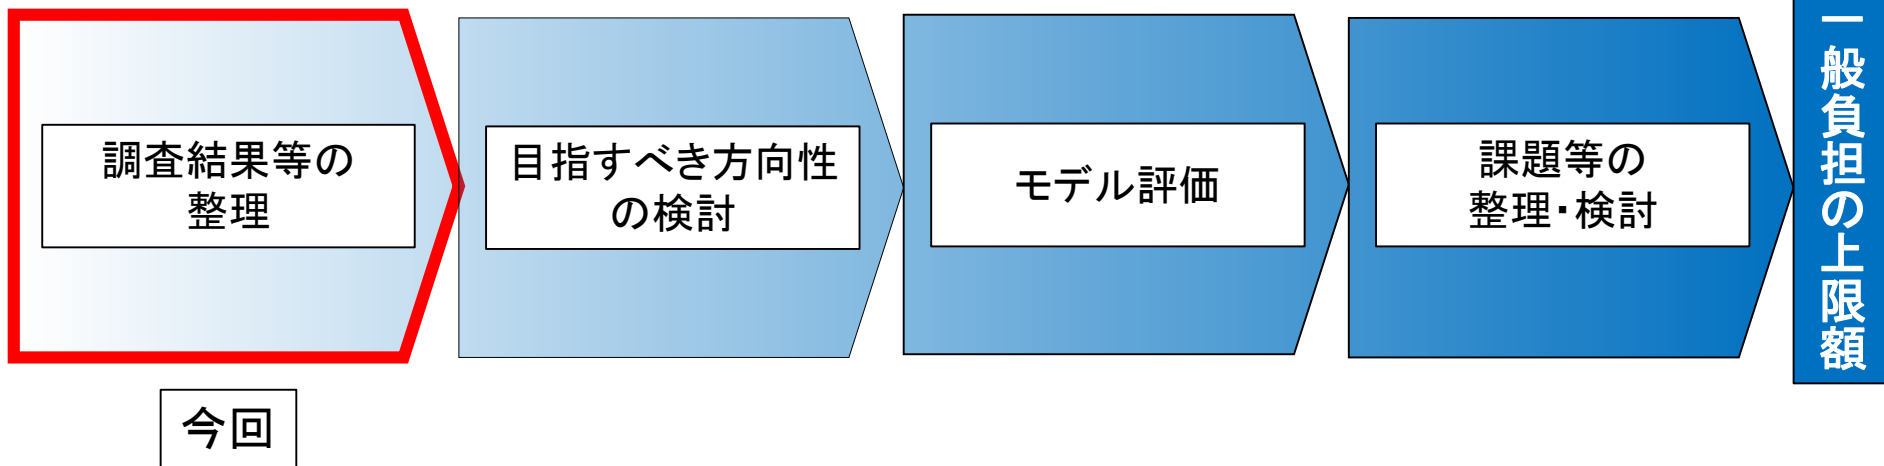 調査結果等の
整理
目指すべき方向性
の検討
モデル評価
課題等の
整理・検討
一般負担の上限額
今回